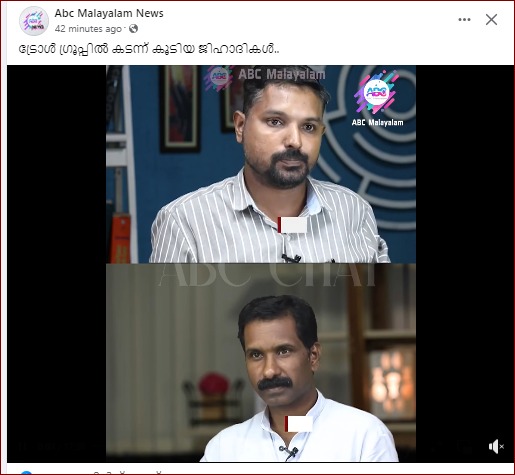 Abc Malayalam News
42 minutes ago ·
ട്രോൾ ഗ്രൂപ്പിൽ കടന്ന് കൂടിയ ജിഹാദികൾ..
ABC Malayalam
ABC
ABC Malayalam
ABC CHAT